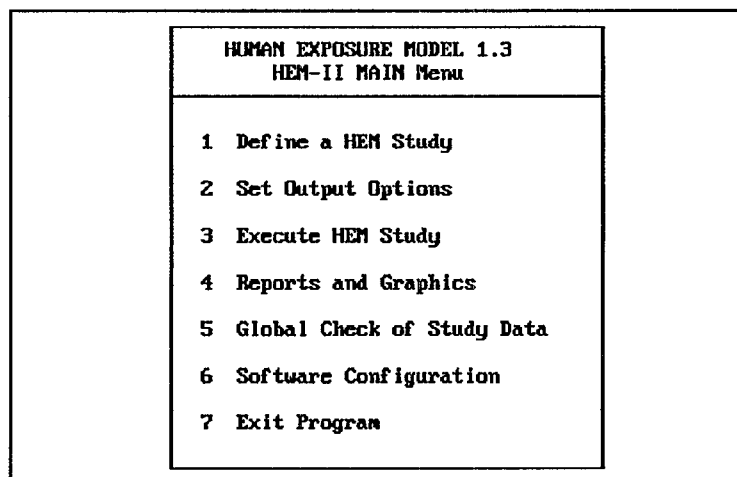 HUMAN EXPOSURE MODEL 1.3
HEM-II MAIN Menu
1 Define a HEM Study
2 Set Output Options
3 Execute HEM Study
4 Reports and Graphics
5 Global Check of Study Data
6 Software Configuration
7 Exit Program